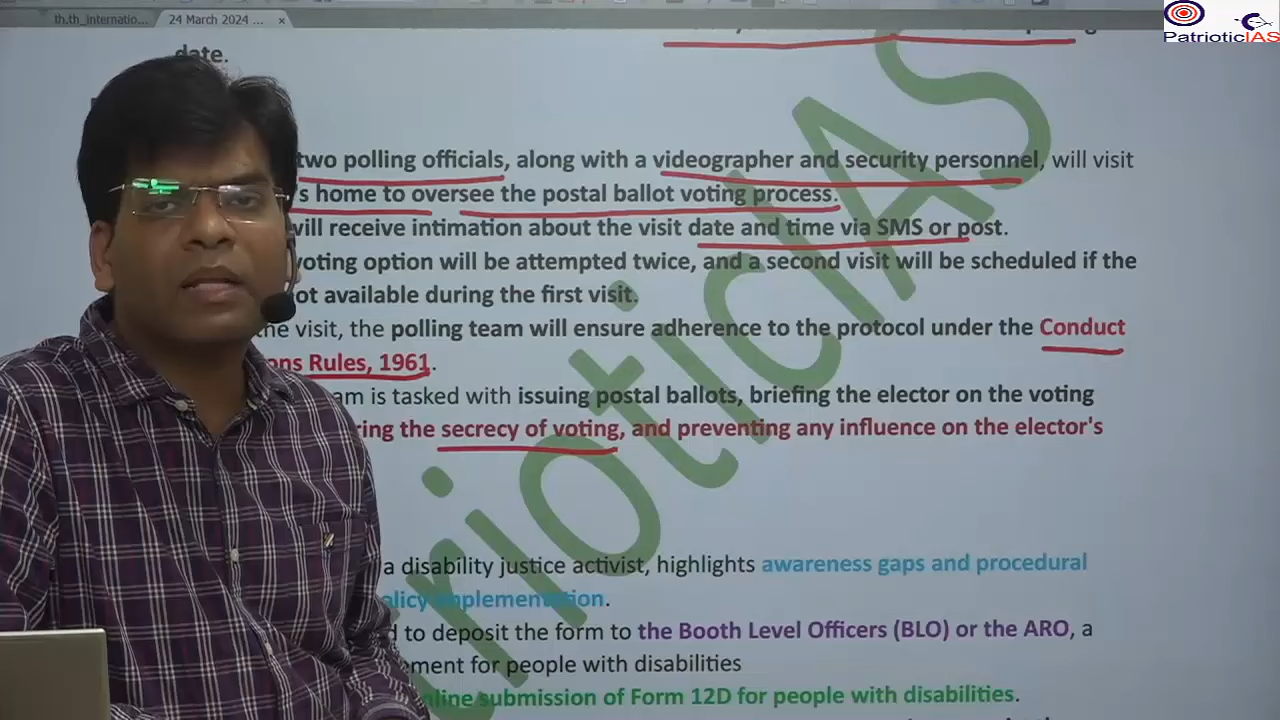 th.th_internatio...
24 March 2024 ...
PatrioticIAS
date.
two polling officials, along with a videographer and security personnel, will visit
's home to oversee the postal ballot voting process.
will receive intimation about the visit date and time via SMS or post.
voting option will be attempted twice, and a second visit will be scheduled if the
ot available during the first visit.
he visit, the polling team will ensure adherence to the protocol under the Conduct
ons Rules, 1961.
am is tasked with issuing postal ballots, briefing the elector on the voting
ring the secrecy of voting, and preventing any influence on the elector's
a disability justice activist, highlights awareness gaps and procedural
olicy implementation.
d to deposit the form to the Booth Level Officers (BLO) or the ARO, a
ement for people with disabilities
nline submission of Form 12D for people with disabilities.